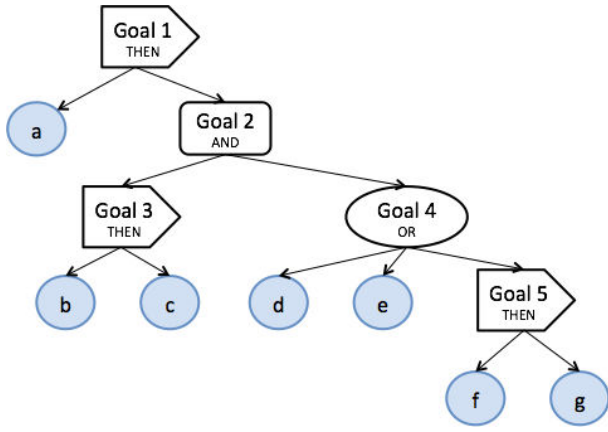 Goal 1
THEN
a
Goal 2
AND
Goal 3
THEN
Goal 4
OR
b
c
d
e
Goal 5
THEN
f
g